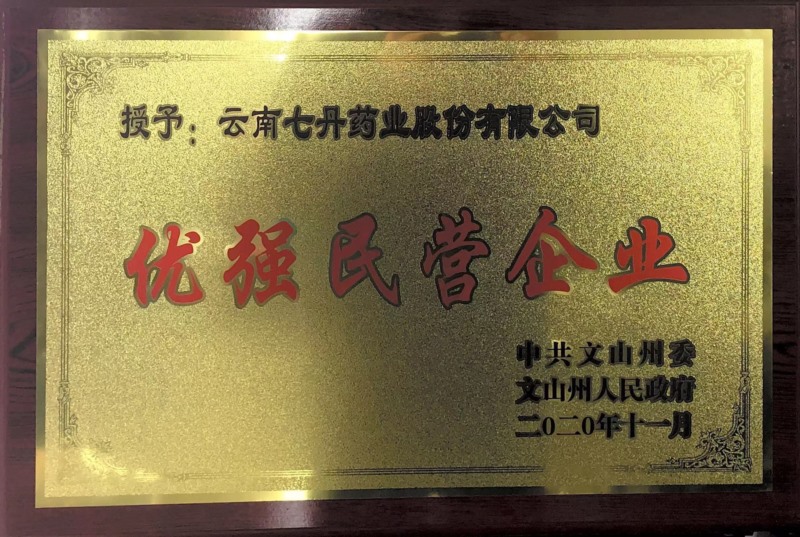 授予：云南七丹药业股份有限公司
优强民营企业
中共文山州委
文山州人民政府
二0二0年十一月